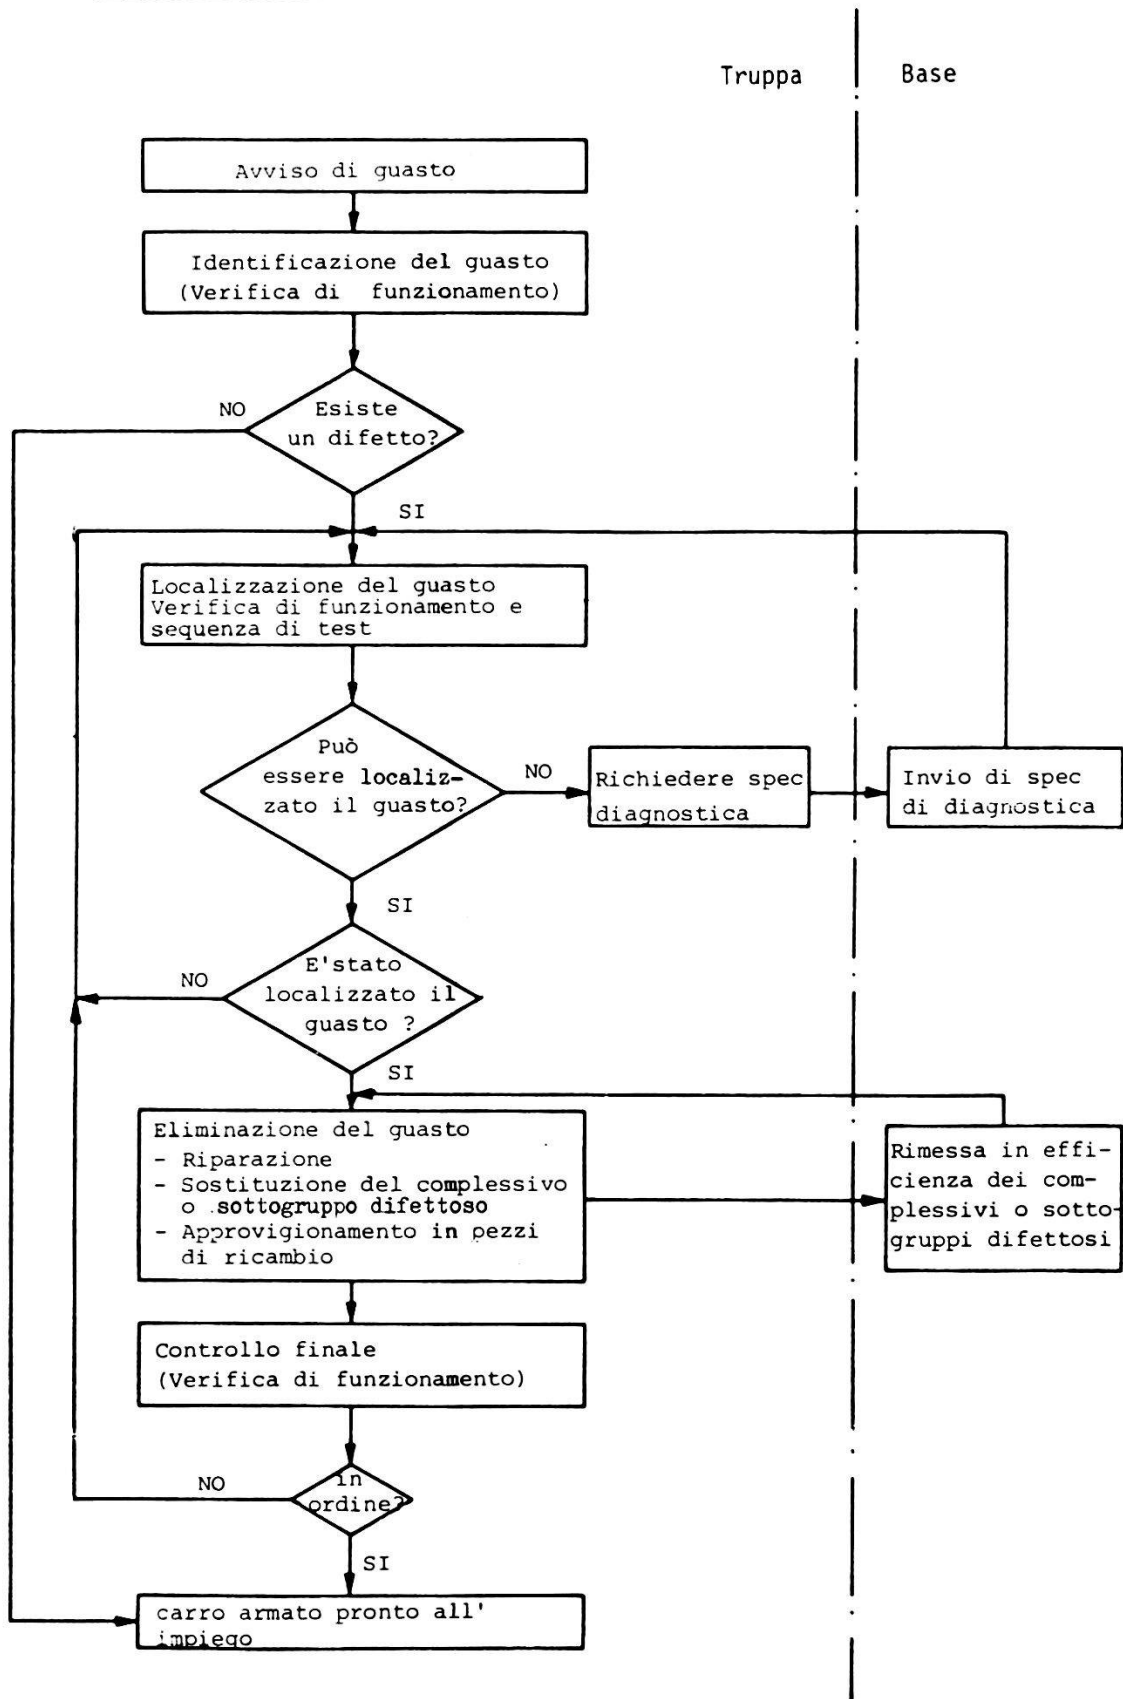 Truppa
Base
Avviso di guasto
Identificazione del guasto
(Verifica di funzionamento)
NO
Esiste
un difetto?
SI
Localizzazione del guasto
Verifica di funzionamento e
sequenza di test
Può
essere localiz-
zato il guasto?
NO
Richiedere spec
diagnostica
Invio di spec
di diagnostica
SI
E'stato
localizzato il
guasto ?
NO
SI
Eliminazione del guasto
- Riparazione
- Sostituzione del complessivo
o sottogruppo difettoso
- Approvigionamento in pezzi
di ricambio
Rimessa in effi-
cienza dei com-
plessivi o sotto-
gruppi difettosi
Controllo finale
(Verifica di funzionamento)
NO
in
ordine?
SI
carro armato pronto all'
impiego